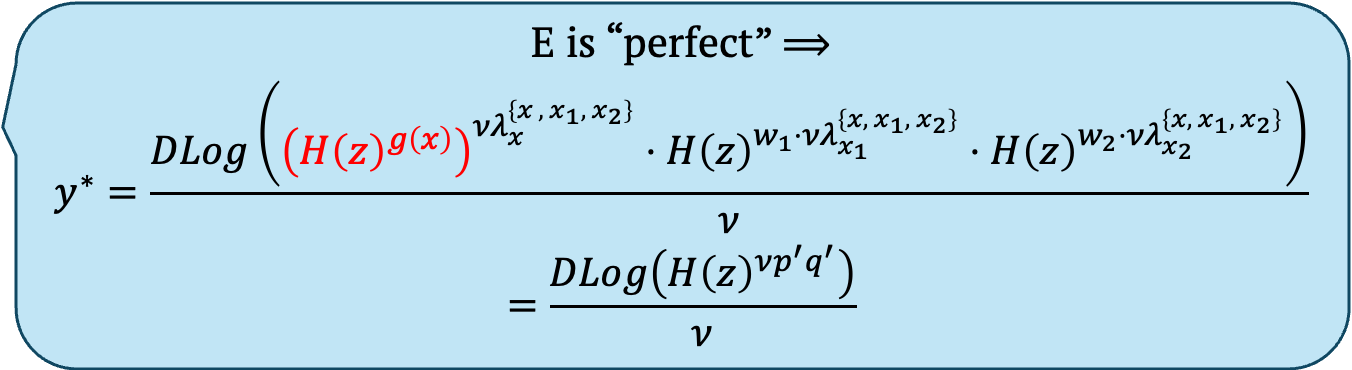 E is “perfect” ⟹
y* = DLog((H(z)^{g(x)})^{νλ_x^{{x, x_1, x_2}}} · H(z)^{w_1·νλ_{x_1}^{{x, x_1, x_2}}} · H(z)^{w_2·νλ_{x_2}^{{x, x_1, x_2}}}) / ν
= DLog(H(z)^{νp′q′}) / ν